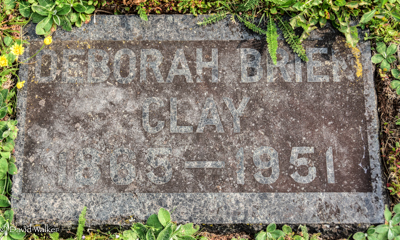 DEBORAH BRIEN
CLAY
1865—1951
© David Walker